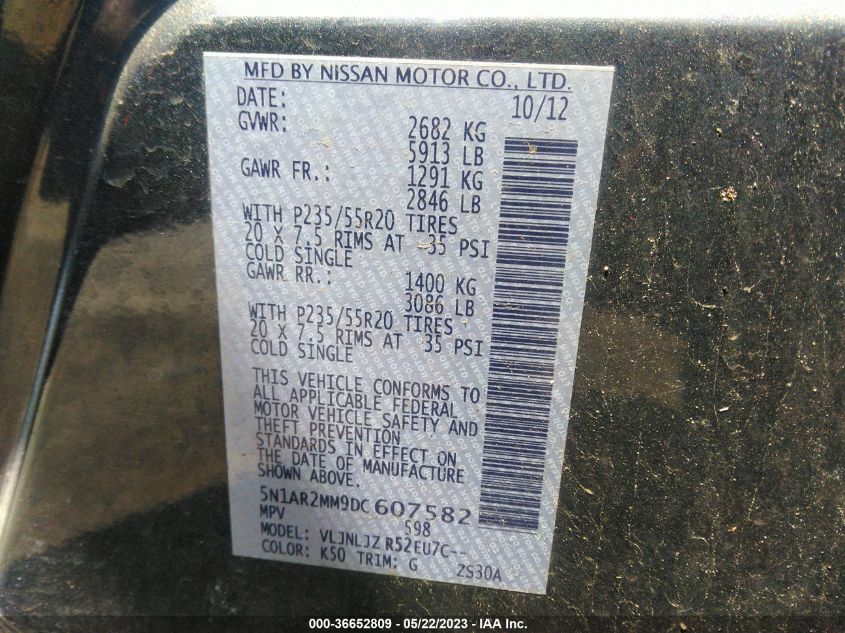 MFD BY NISSAN MOTOR CO., LTD.
DATE: 10/12
GVWR: 2682 KG
5913 LB
GAWR FR.: 1291 KG
2846 LB
WITH P235/55R20 TIRES
20 X 7.5 RIMS AT 35 PSI
COLD SINGLE
GAWR RR.: 1400 KG
3086 LB
WITH P235/55R20 TIRES
20 X 7.5 RIMS AT 35 PSI
COLD SINGLE
THIS VEHICLE CONFORMS TO
ALL APPLICABLE FEDERAL
MOTOR VEHICLE SAFETY AND
THEFT PREVENTION
STANDARDS IN EFFECT ON
THE DATE OF MANUFACTURE
SHOWN ABOVE.
5N1AR2MM9DC 607582
MPV 598
MODEL: VLJNLJZ R52EU7C--
COLOR: K50 TRIM: G ZS30A
000-36652809 - 05/22/2023 - IAA Inc.